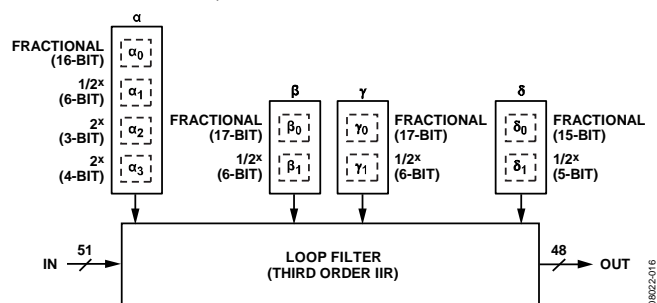 α
FRACTIONAL
(16-BIT)
α0
1/2x
(6-BIT)
α1
2x
(3-BIT)
α2
2x
(4-BIT)
α3
β
FRACTIONAL
(17-BIT)
β0
1/2x
(6-BIT)
β1
γ
γ0
FRACTIONAL
(17-BIT)
γ1
1/2x
(6-BIT)
δ
δ0
FRACTIONAL
(15-BIT)
δ1
1/2x
(5-BIT)
IN
51
LOOP FILTER
(THIRD ORDER IIR)
48
OUT
08022-016